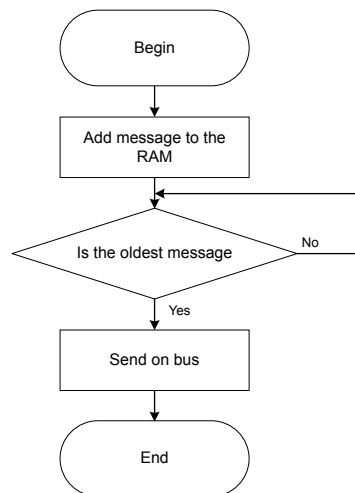 Begin
Add message to the
RAM
Is the oldest message
No
Yes
Send on bus
End